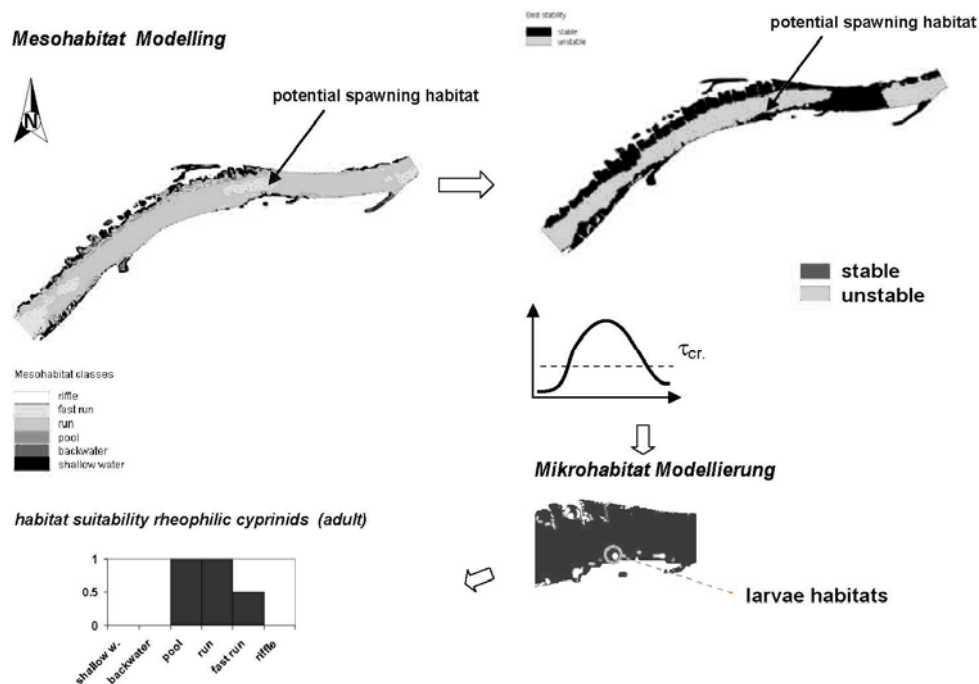 Mesohabitat Modelling
N
potential spawning habitat
Bed stability
stable
unstable
potential spawning habitat
stable
unstable
τcr.
Mesohabitat classes
riffle
fast run
run
pool
backwater
shallow water
Mikrohabitat Modellierung
larvae habitats
habitat suitability rheophilic cyprinids (adult)
1
0.5
0
shallow w.
backwater
pool
run
fast run
riffle